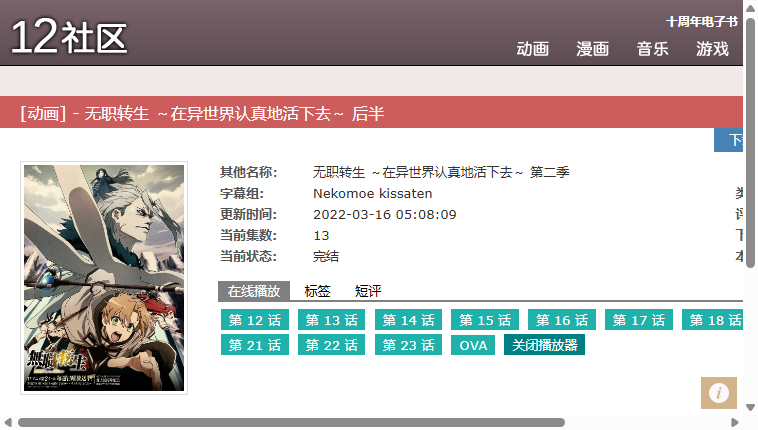 12社区
十周年电子书
动画 漫画 音乐 游戏
[动画] - 无职转生 ～在异世界认真地活下去～ 后半
下
其他名称: 无职转生 ～在异世界认真地活下去～ 第二季
字幕组: Nekomoe kissaten
更新时间: 2022-03-16 05:08:09
当前集数: 13
当前状态: 完结
在线播放 标签 短评
第 12 话 第 13 话 第 14 话 第 15 话 第 16 话 第 17 话 第 18 话
第 21 话 第 22 话 第 23 话 OVA 关闭播放器
無職転生
i